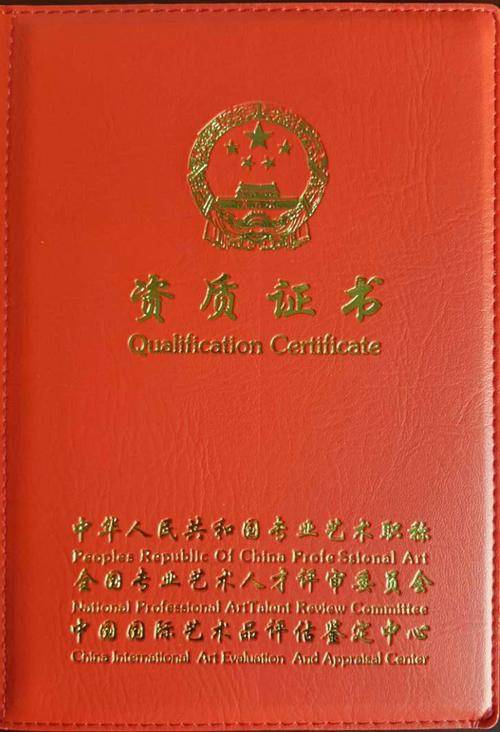 资质证书
Qualification Certificate
中华人民共和国专业艺术职称
Peoples Republic Of China Profe Ssional Art
全国专业艺术人才评审委员会
National Professional ArtTalent Review Committee
中国国际艺术品评估鉴定中心
China International Art Evaluation And Appraisal Center